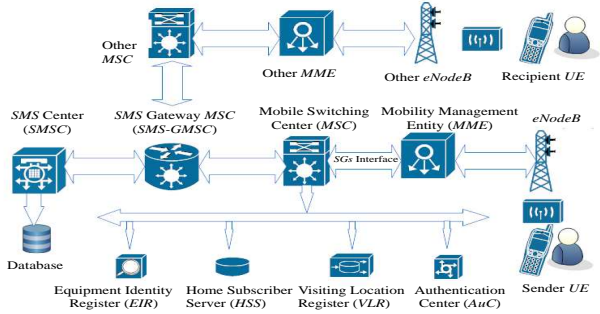 Other
MSC
Other MME
Other eNodeB
Recipient UE
SMS Center
(SMSC)
SMS Gateway MSC
(SMS-GMSC)
Mobile Switching
Center (MSC)
Mobility Management
Entity (MME)
eNodeB
SGs Interface
Database
Sender UE
Equipment Identity
Register (EIR)
Home Subscriber
Server (HSS)
Visiting Location
Register (VLR)
Authentication
Center (AuC)